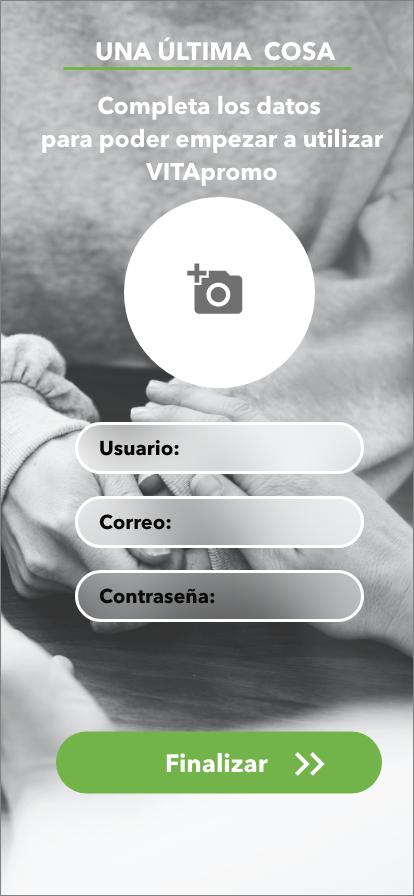 UNA ÚLTIMA COSA
Completa los datos
para poder empezar a utilizar
VITApromo
Usuario:
Correo:
Contraseña:
Finalizar